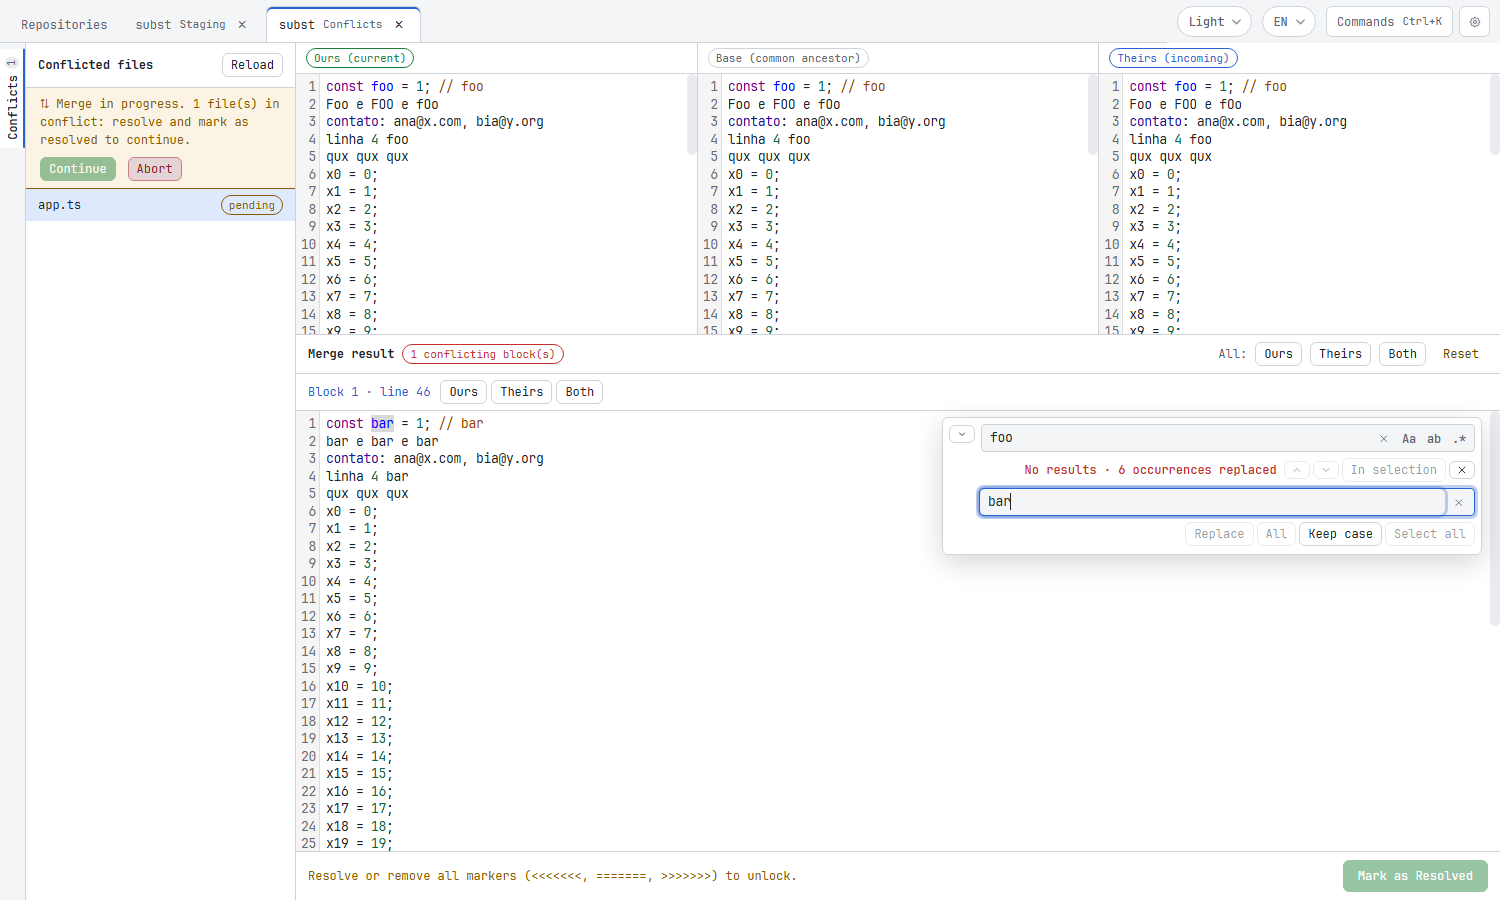 Repositories
subst Staging ×
subst Conflicts ×
Light
EN
Commands Ctrl+K
Conflicts 1
Conflicted files
Reload
⇅ Merge in progress. 1 file(s) in
conflict: resolve and mark as
resolved to continue.
Continue
Abort
app.ts
pending
Ours (current)
1 const foo = 1; // foo
2 Foo e FOO e fOo
3 contato: ana@x.com, bia@y.org
4 linha 4 foo
5 qux qux qux
6 x0 = 0;
7 x1 = 1;
8 x2 = 2;
9 x3 = 3;
10 x4 = 4;
11 x5 = 5;
12 x6 = 6;
13 x7 = 7;
14 x8 = 8;
15 x9 = 9;
Base (common ancestor)
1 const foo = 1; // foo
2 Foo e FOO e fOo
3 contato: ana@x.com, bia@y.org
4 linha 4 foo
5 qux qux qux
6 x0 = 0;
7 x1 = 1;
8 x2 = 2;
9 x3 = 3;
10 x4 = 4;
11 x5 = 5;
12 x6 = 6;
13 x7 = 7;
14 x8 = 8;
15 x9 = 9;
Theirs (incoming)
1 const foo = 1; // foo
2 Foo e FOO e fOo
3 contato: ana@x.com, bia@y.org
4 linha 4 foo
5 qux qux qux
6 x0 = 0;
7 x1 = 1;
8 x2 = 2;
9 x3 = 3;
10 x4 = 4;
11 x5 = 5;
12 x6 = 6;
13 x7 = 7;
14 x8 = 8;
15 x9 = 9;
Merge result
1 conflicting block(s)
All:
Ours
Theirs
Both
Reset
Block 1 · line 46
Ours
Theirs
Both
1 const bar = 1; // bar
2 bar e bar e bar
3 contato: ana@x.com, bia@y.org
4 linha 4 bar
5 qux qux qux
6 x0 = 0;
7 x1 = 1;
8 x2 = 2;
9 x3 = 3;
10 x4 = 4;
11 x5 = 5;
12 x6 = 6;
13 x7 = 7;
14 x8 = 8;
15 x9 = 9;
16 x10 = 10;
17 x11 = 11;
18 x12 = 12;
19 x13 = 13;
20 x14 = 14;
21 x15 = 15;
22 x16 = 16;
23 x17 = 17;
24 x18 = 18;
25 x19 = 19;
foo × Aa ab .*
No results · 6 occurrences replaced
In selection
×
bar ×
Replace
All
Keep case
Select all
Resolve or remove all markers (<<<<<<<, =======, >>>>>>>) to unlock.
Mark as Resolved